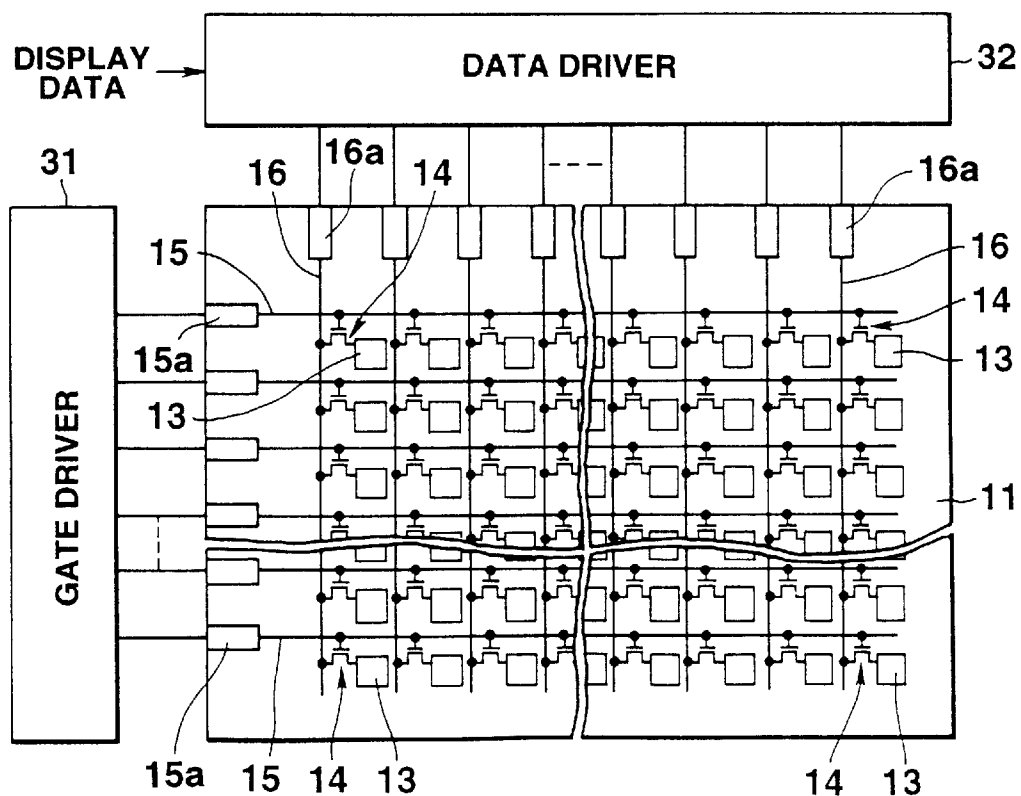 DISPLAY
DATA
DATA DRIVER
32
31
16
16a
14
16a
15
16
14
15a
13
13
GATE DRIVER
11
15a
15
14
13
14
13